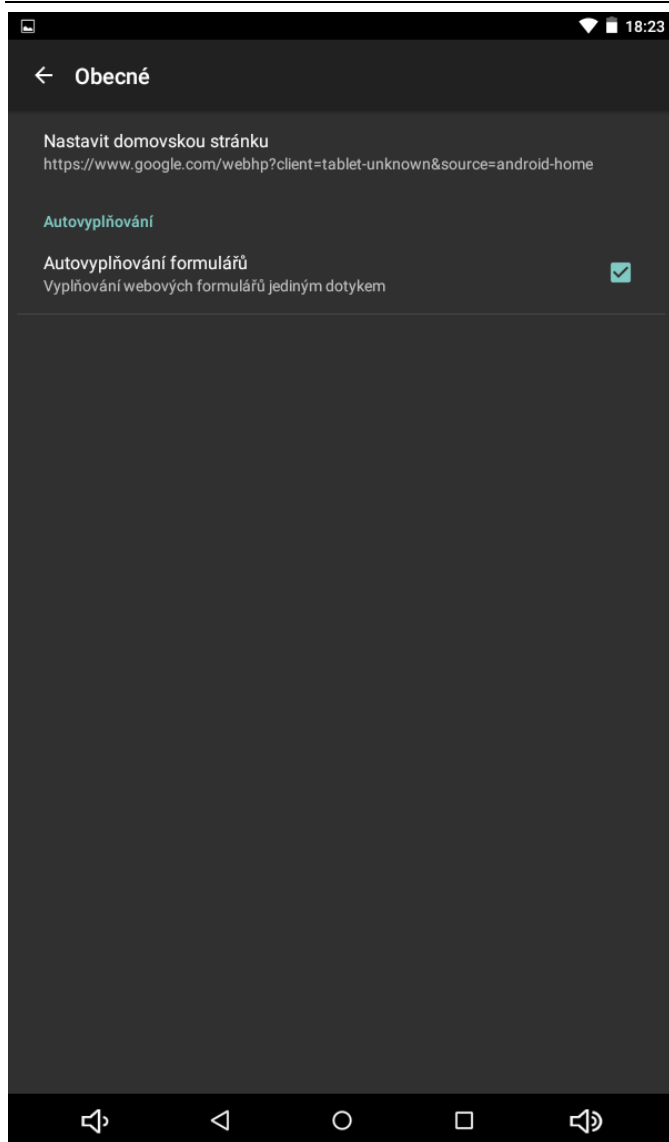 18:23
Obecné
Nastavit domovskou stránku
https://www.google.com/webhp?client=tablet-unknown&source=android-home
Autovyplňování
Autovyplňování formulářů
Vyplňování webových formulářů jediným dotykem